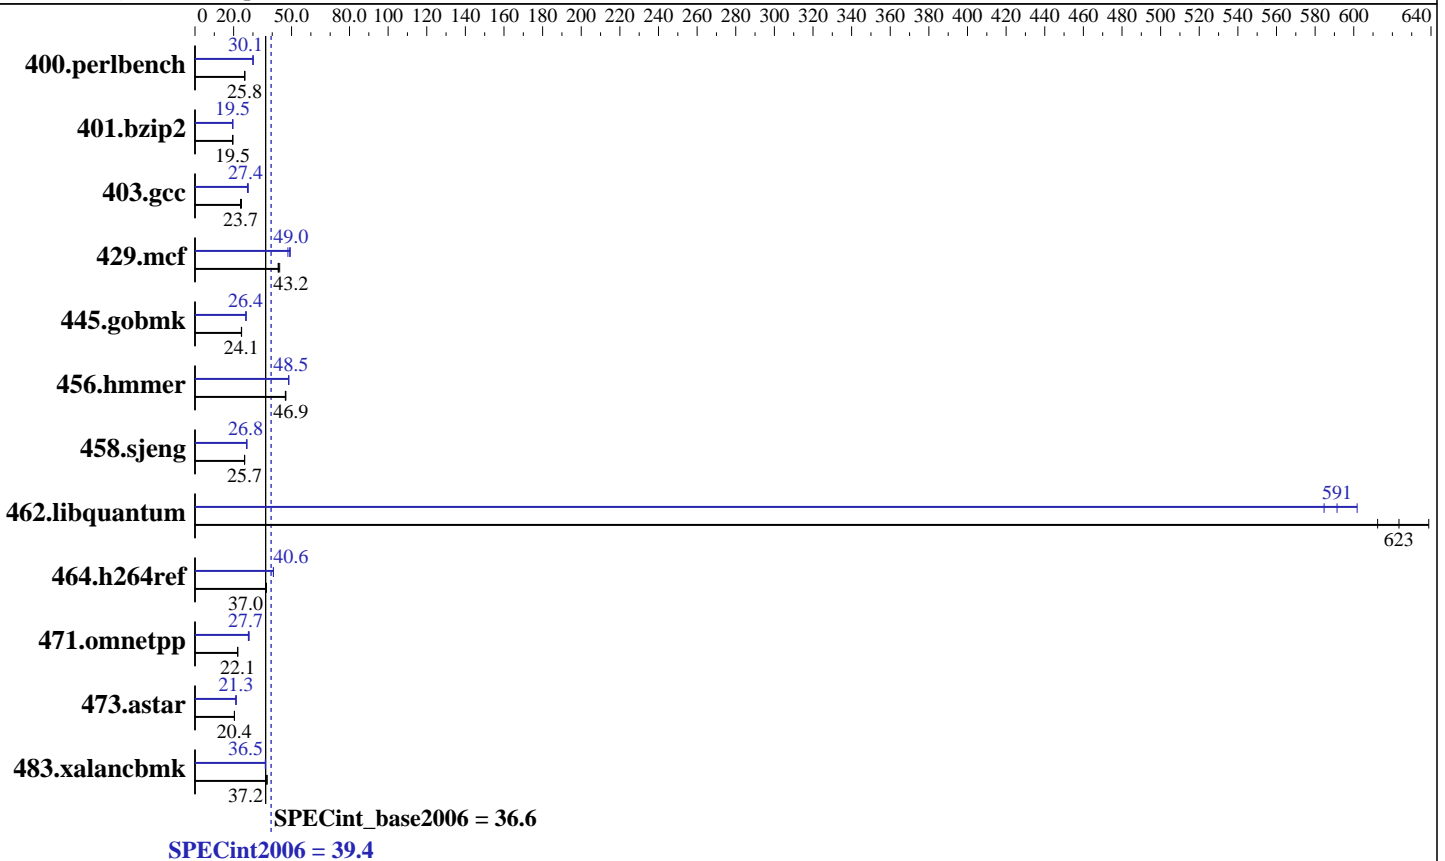 0 20.0 50.0 80.0 100 120 140 160 180 200 220 240 260 280 300 320 340 360 380 400 420 440 460 480 500 520 540 560 580 600 640
30.1
400.perlbench
25.8
19.5
401.bzip2
19.5
27.4
403.gcc
23.7
49.0
429.mcf
43.2
26.4
445.gobmk
24.1
48.5
456.hmmer
46.9
26.8
458.sjeng
25.7
591
462.libquantum
623
40.6
464.h264ref
37.0
27.7
471.omnetpp
22.1
21.3
473.astar
20.4
36.5
483.xalancbmk
37.2
SPECint_base2006 = 36.6
SPECint2006 = 39.4